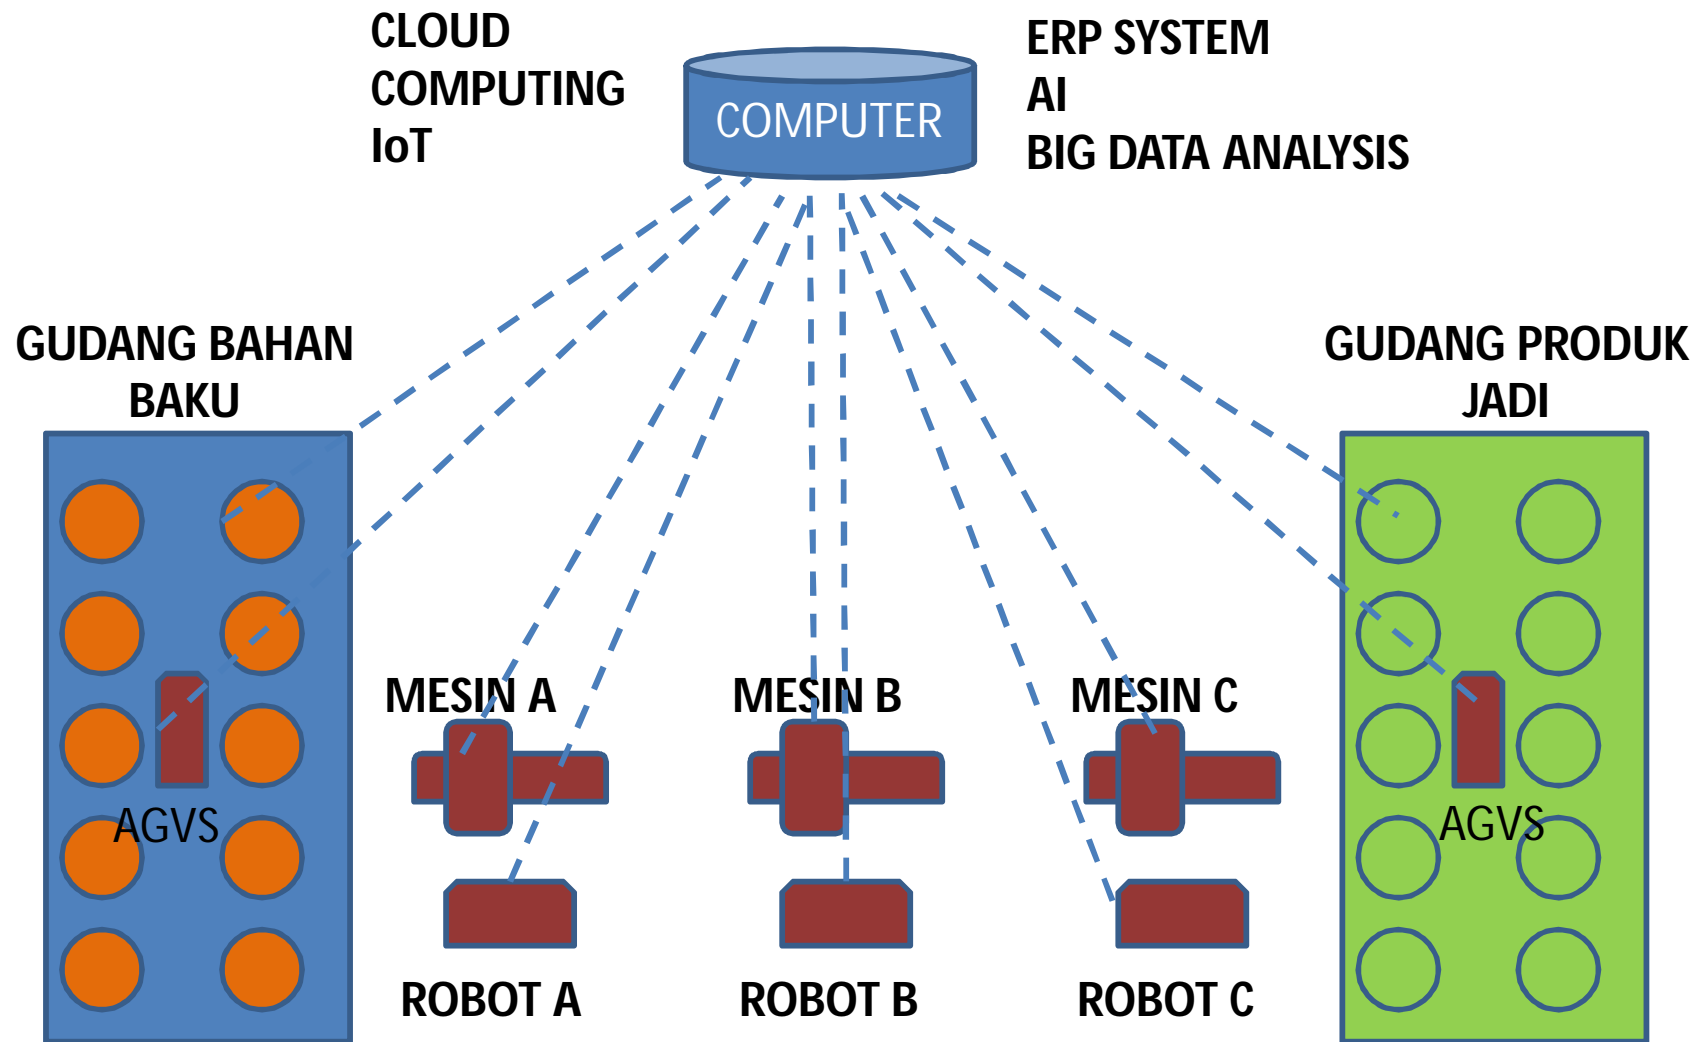 CLOUD
COMPUTING
IoT
COMPUTER
ERP SYSTEM
AI
BIG DATA ANALYSIS
GUDANG BAHAN
BAKU
GUDANG PRODUK
JADI
MESIN A
MESIN B
MESIN C
AGVS
AGVS
ROBOT A
ROBOT B
ROBOT C